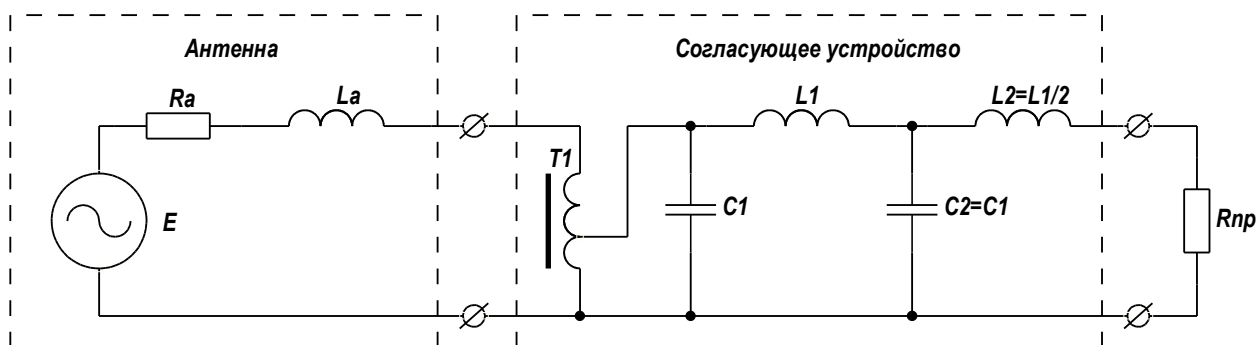 Антенна
Согласующее устройство
Ra
La
L1
L2=L1/2
T1
E
C1
C2=C1
Rпр